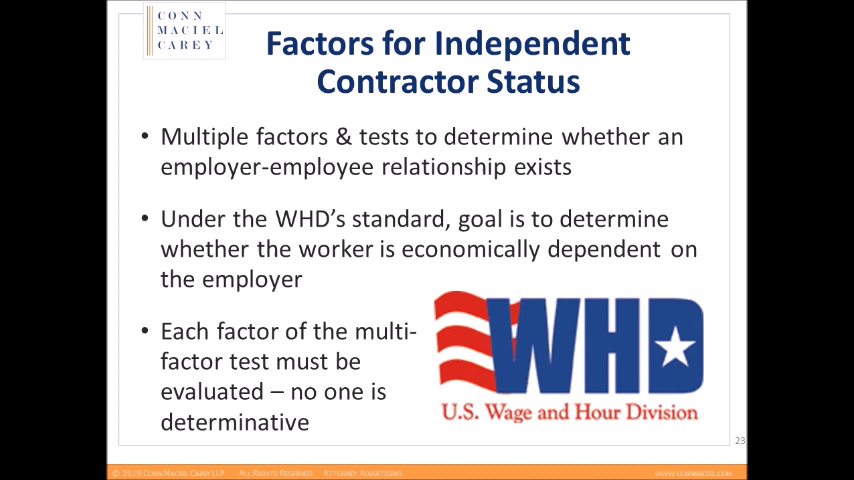 CONN
MACIEL
CAREY
Factors for Independent
Contractor Status
• Multiple factors & tests to determine whether an
employer-employee relationship exists
• Under the WHD's standard, goal is to determine
whether the worker is economically dependent on
the employer
• Each factor of the multi-
factor test must be
evaluated – no one is
determinative
WHD
U.S. Wage and Hour Division
23
© 2019 CONN MACIEL CAREY LLP ALL RIGHTS RESERVED ATTORNEY ADVERTISING WWW.CONNMACIEL.COM